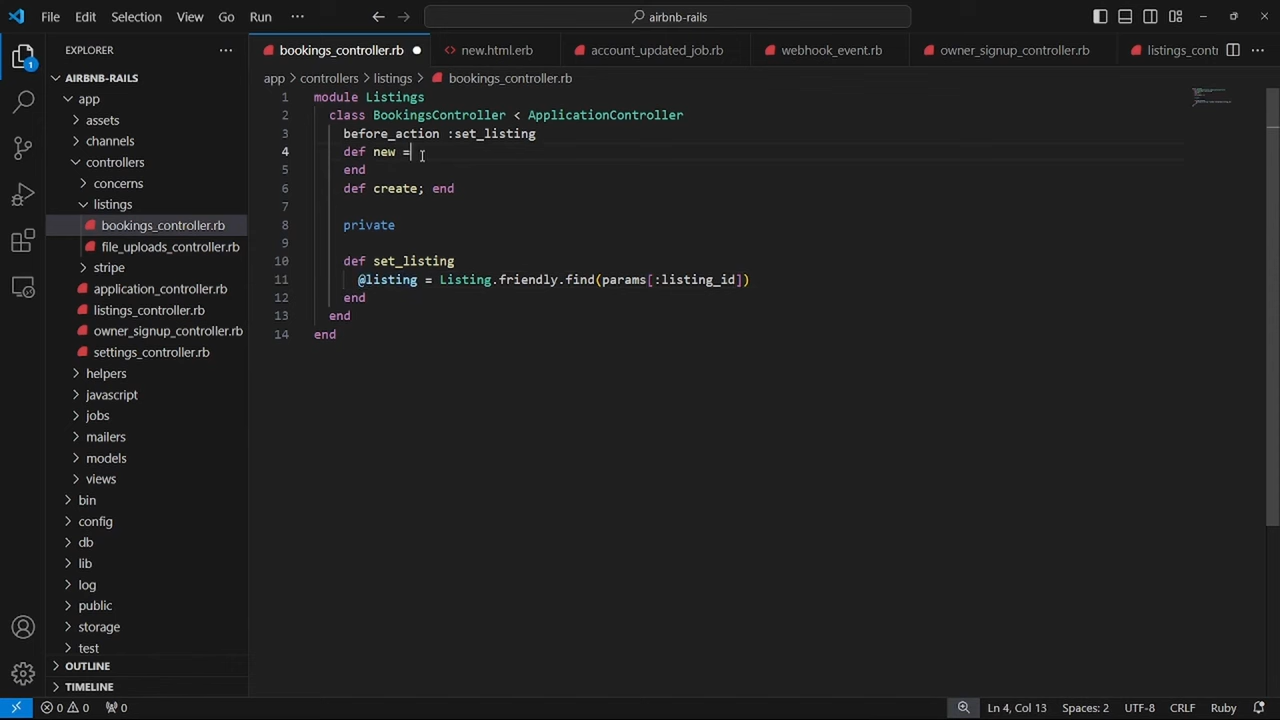 File Edit Selection View Go Run ··· airbnb-rails
EXPLORER
bookings_controller.rb new.html.erb account_updated_job.rb webhook_event.rb owner_signup_controller.rb listings_cont
app > controllers > listings > bookings_controller.rb
AIRBNB-RAILS
app
assets
channels
controllers
concerns
listings
bookings_controller.rb
file_uploads_controller.rb
stripe
application_controller.rb
listings_controller.rb
owner_signup_controller.rb
settings_controller.rb
helpers
javascript
jobs
mailers
models
views
bin
config
db
lib
log
public
storage
test
OUTLINE
TIMELINE
1 module Listings
2 class BookingsController < ApplicationController
3 before_action :set_listing
4 def new =
5 end
6 def create; end
7
8 private
9
10 def set_listing
11 @listing = Listing.friendly.find(params[:listing_id])
12 end
13 end
14 end
1
0 0 0 Ln 4, Col 13 Spaces: 2 UTF-8 CRLF Ruby